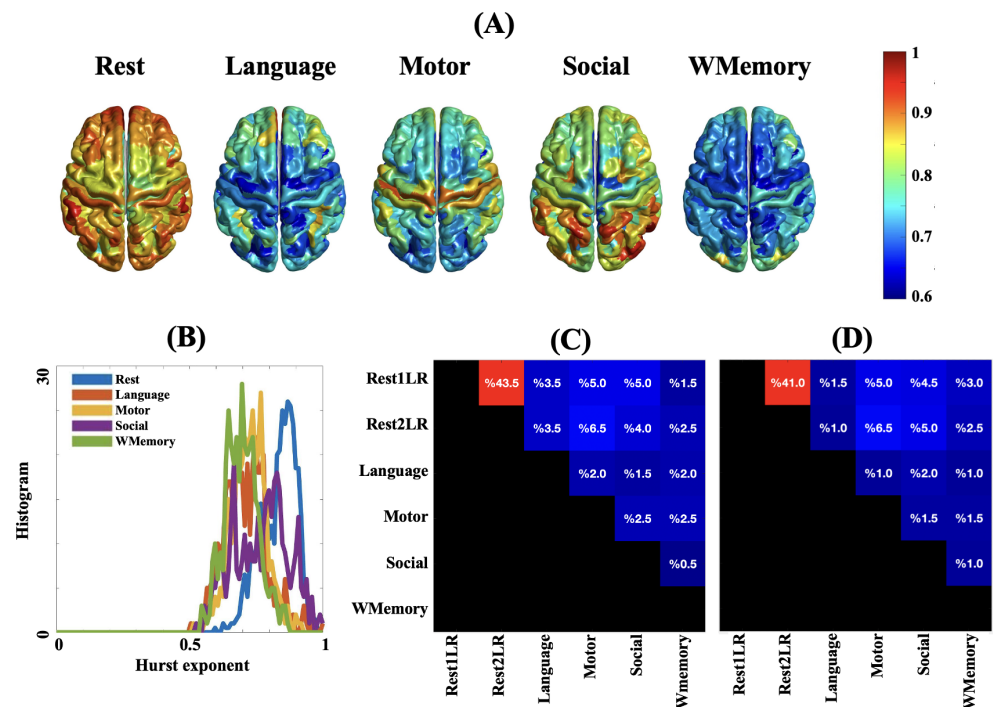 (A)
Rest Language Motor Social WMemory
1
0.9
0.8
0.7
0.6
(B)
30
0
Histogram
Rest
Language
Motor
Social
WMemory
0 0.5 1
Hurst exponent
(C)
Rest1LR %43.5 %3.5 %5.0 %5.0 %1.5
Rest2LR %3.5 %6.5 %4.0 %2.5
Language %2.0 %1.5 %2.0
Motor %2.5 %2.5
Social %0.5
WMemory
Rest1LR Rest2LR Language Motor Social Wmemory
(D)
%41.0 %1.5 %5.0 %4.5 %3.0
%1.0 %6.5 %5.0 %2.5
%1.0 %2.0 %1.0
%1.5 %1.5
%1.0
Rest1LR Rest2LR Language Motor Social WMemory